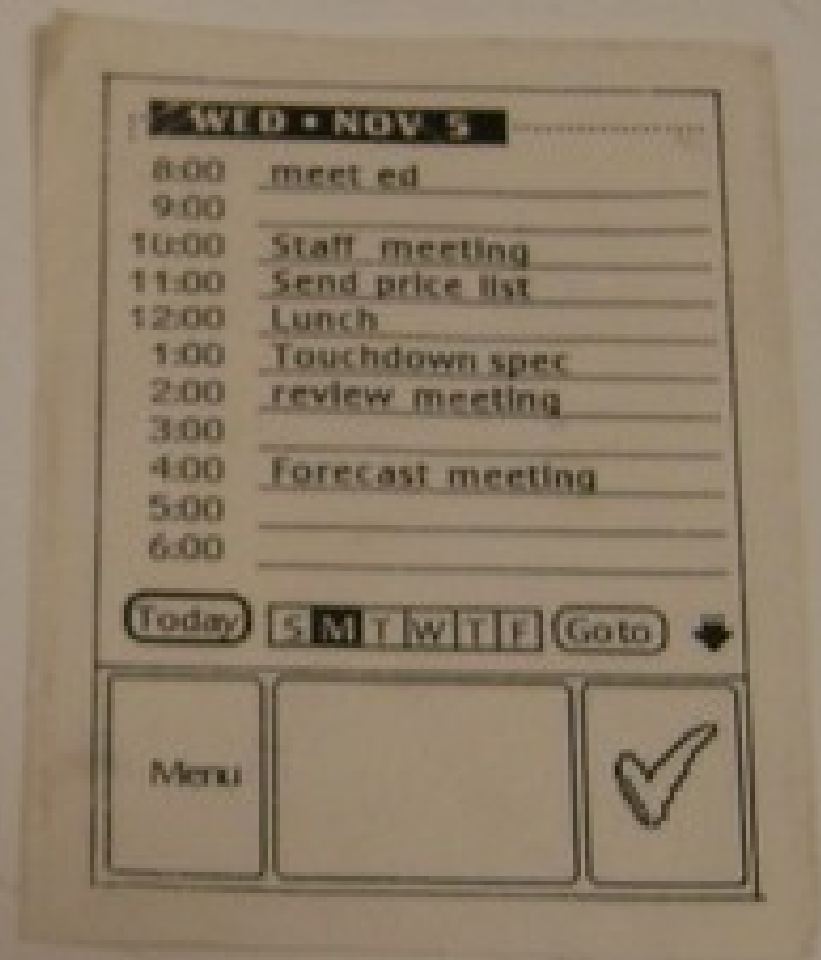 WED • NOV 5
8:00 meet ed
9:00
10:00 Staff meeting
11:00 Send price list
12:00 Lunch
1:00 Touchdown spec
2:00 review meeting
3:00
4:00 Forecast meeting
5:00
6:00
Today S M T W T F Go to
Menu